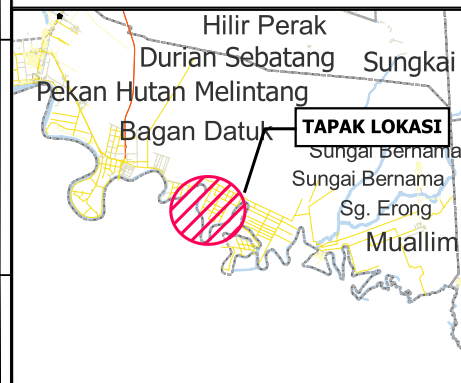 Hilir Perak
Durian Sebatang
Sungkai
Pekan Hutan Melintang
Bagan Datuk
TAPAK LOKASI
Sungai Bernama
Sungai Bernama
Sg. Erong
Muallim